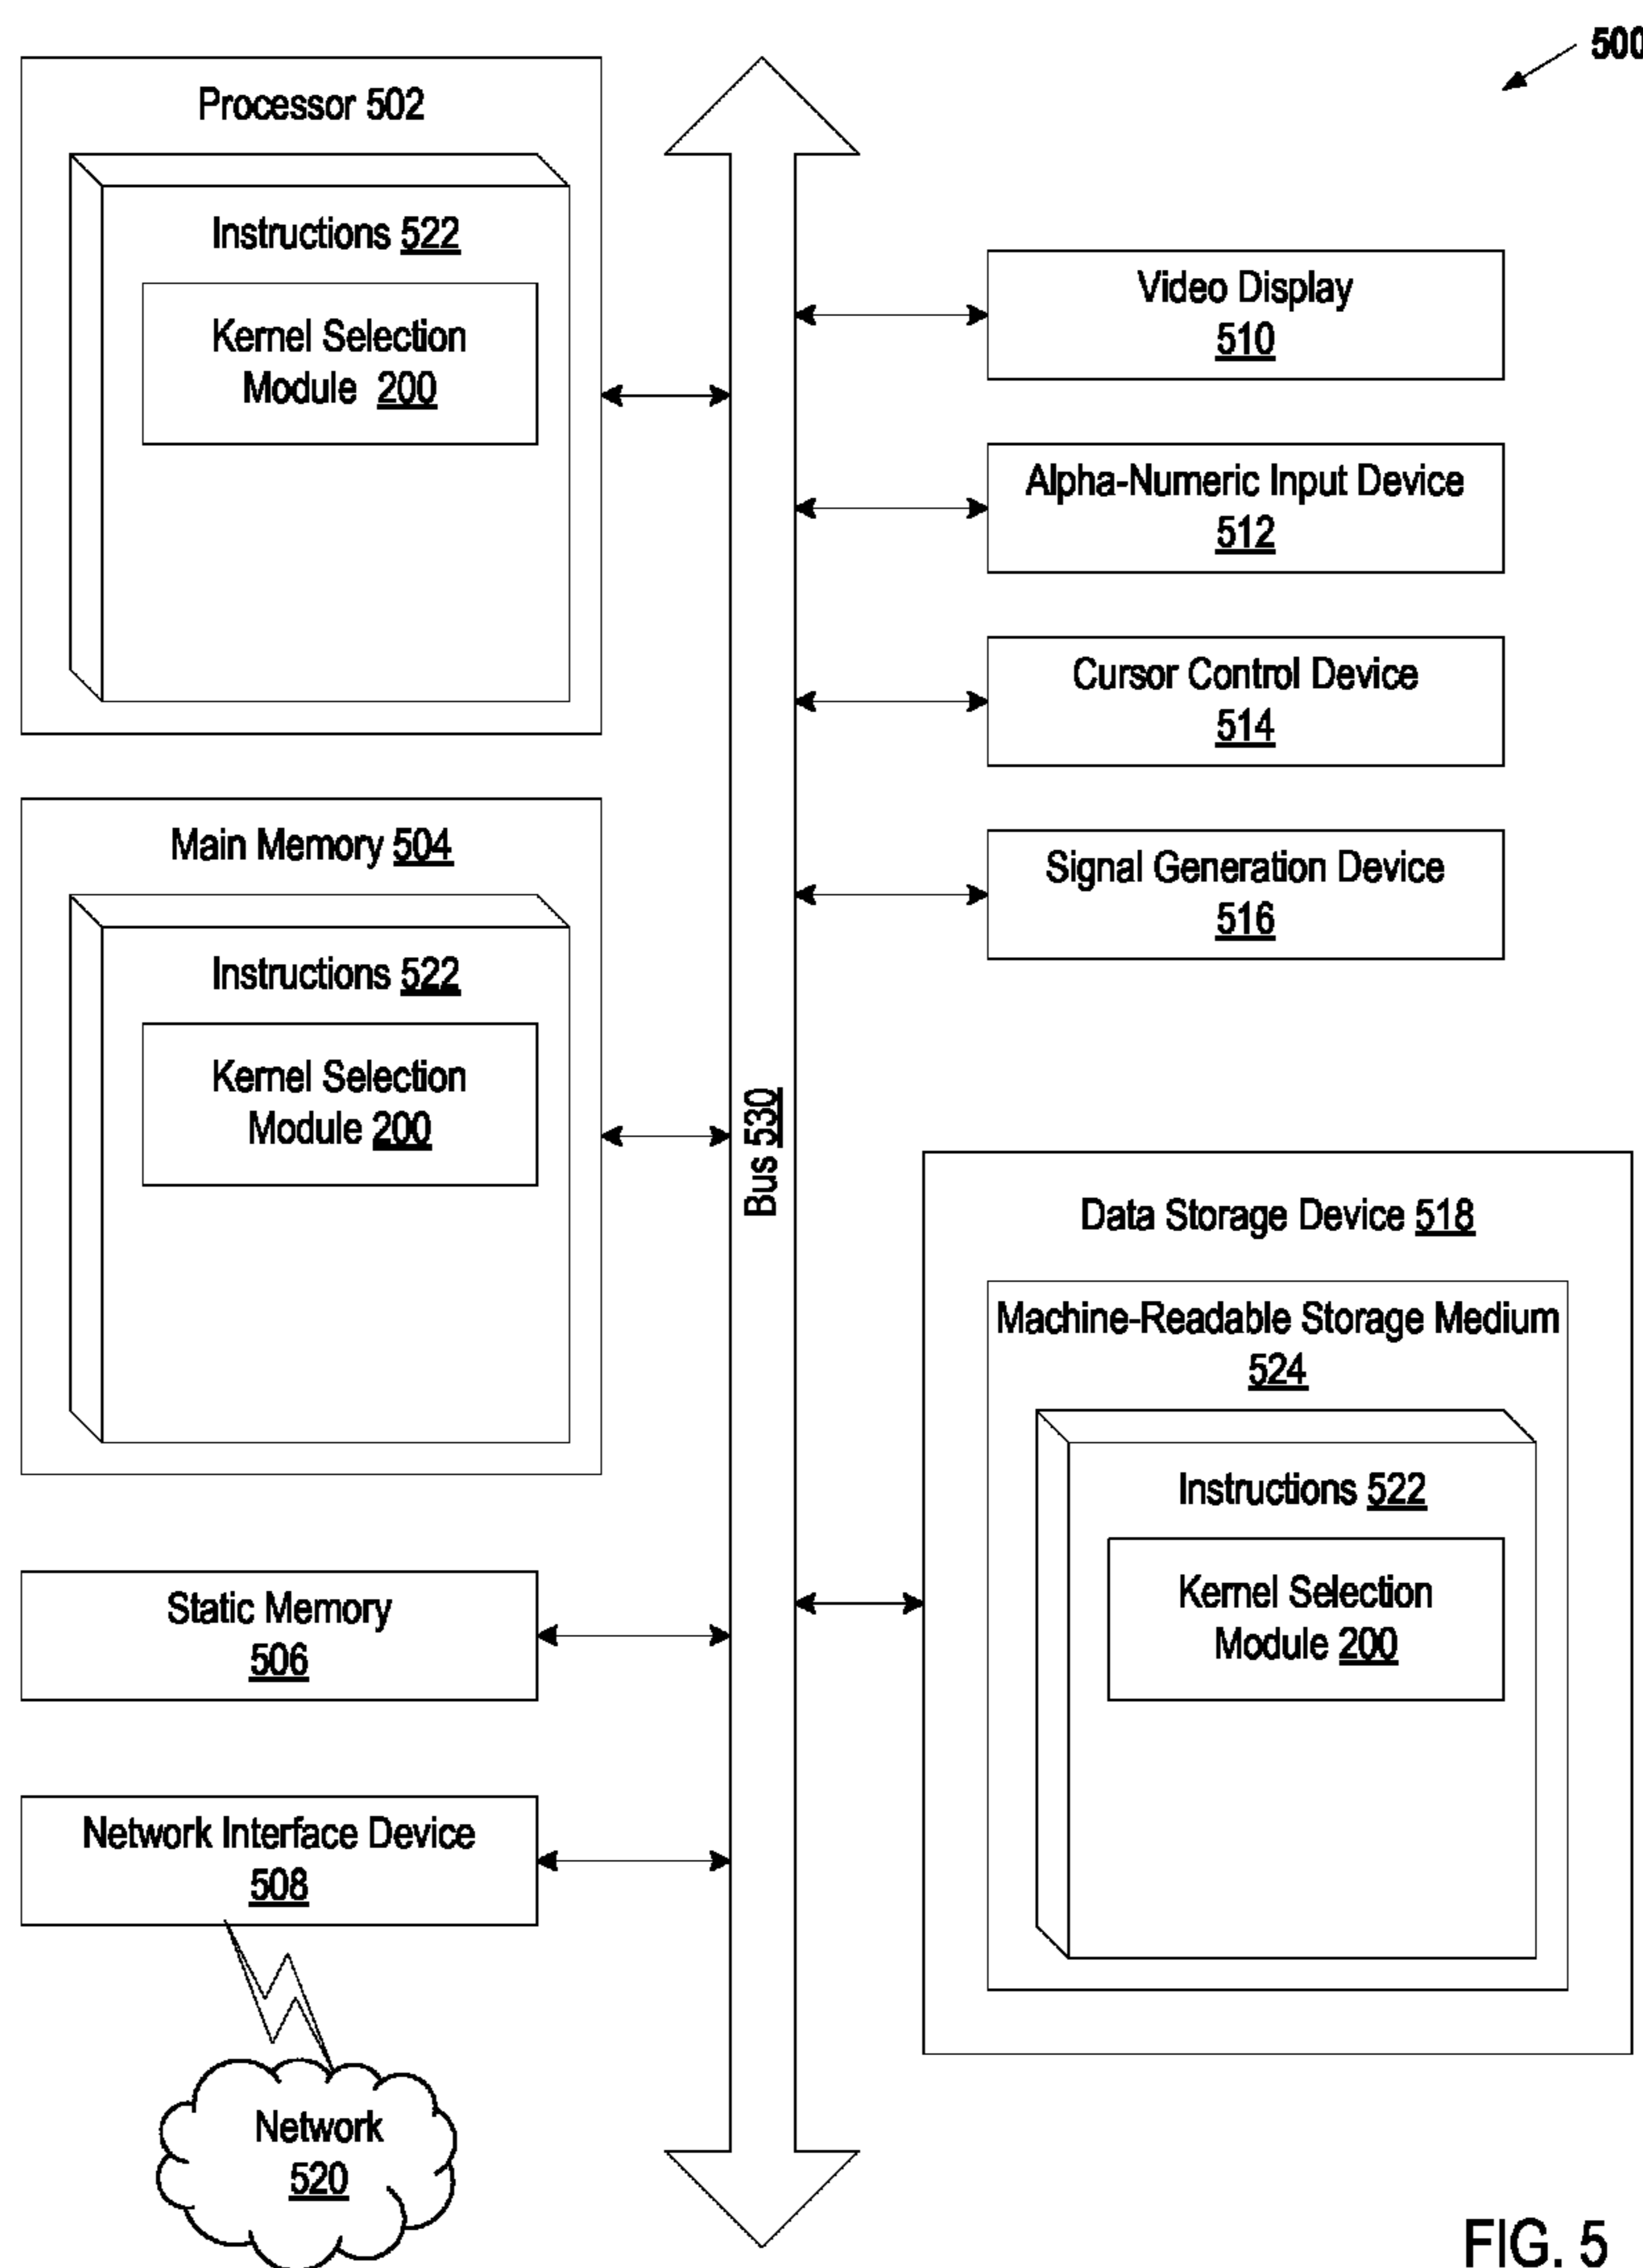 500
Processor 502
Instructions 522
Kernel Selection
Module 200
Main Memory 504
Instructions 522
Kernel Selection
Module 200
Static Memory
506
Network Interface Device
508
Network
520
Bus 530
Video Display
510
Alpha-Numeric Input Device
512
Cursor Control Device
514
Signal Generation Device
516
Data Storage Device 518
Machine-Readable Storage Medium
524
Instructions 522
Kernel Selection
Module 200
FIG. 5